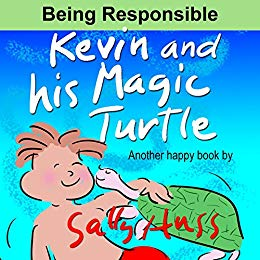 Being Responsible
Kevin and
his Magic
Turtle
Another happy book by
Sally Huss